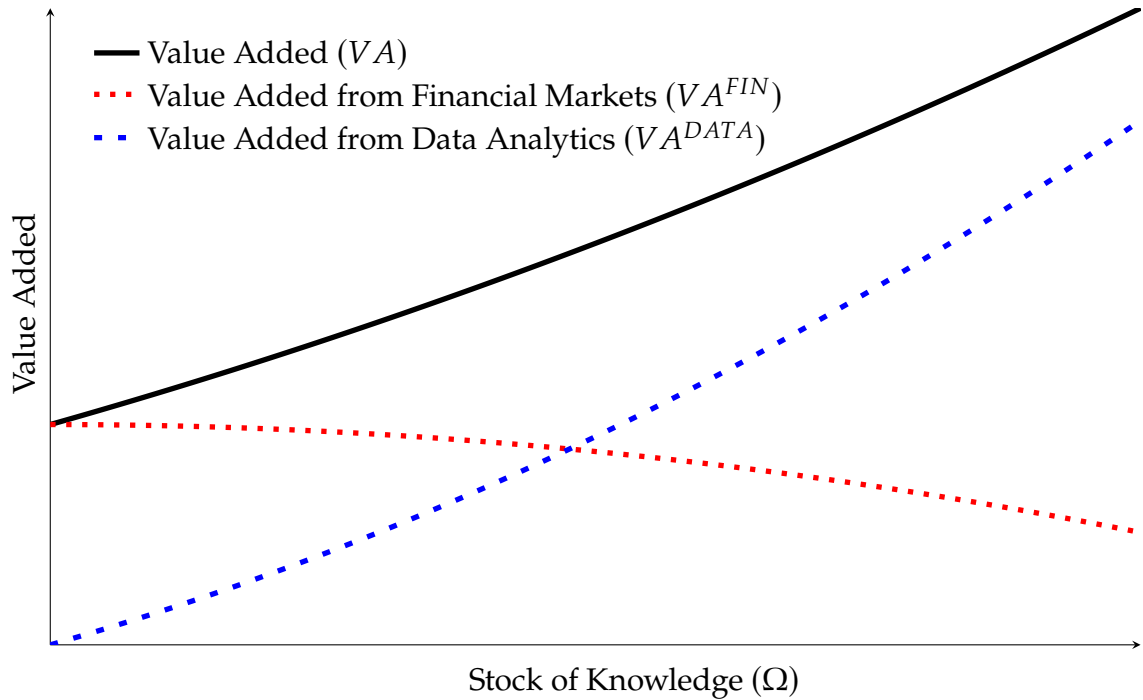 Value Added (VA)
Value Added from Financial Markets (VA^FIN)
Value Added from Data Analytics (VA^DATA)
Value Added
Stock of Knowledge (Ω)